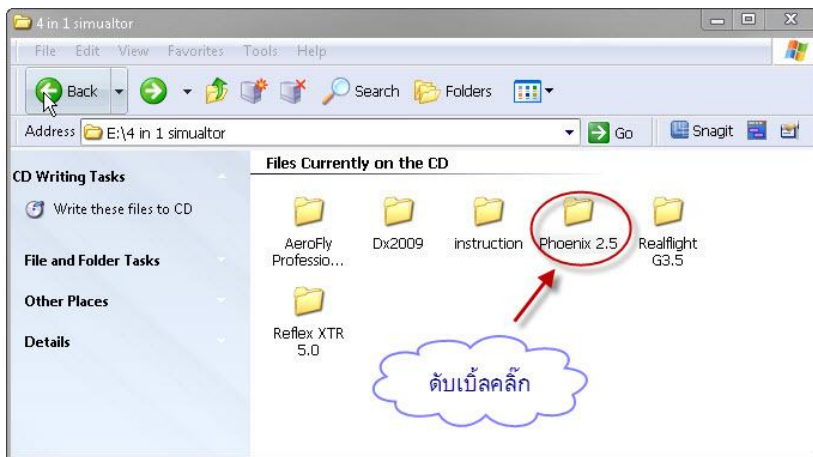 4 in 1 simualtor
File Edit View Favorites Tools Help
Back Search Folders
Address E:\4 in 1 simualtor Go Snagit
CD Writing Tasks
Write these files to CD
File and Folder Tasks
Other Places
Details
Files Currently on the CD
AeroFly Professio...
Dx2009
instruction
Phoenix 2.5
Realflight G3.5
Reflex XTR 5.0
ดับเบิ้ลคลิ๊ก